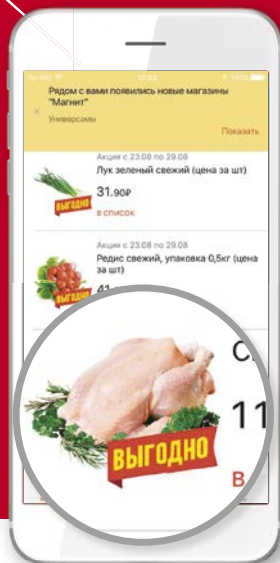 Рядом с вами появились новые магазины
"Магнит"
Универсамы
Показать
Акция с 23.08 по 29.08
Лук зеленый свежий (цена за шт)
31.90₽
ВЫГОДНО
в список
Акция с 23.08 по 29.08
Редис свежий, упаковка 0,5кг (цена
за шт)
ВЫГОДНО
41
11
ВЫГОДНО
В